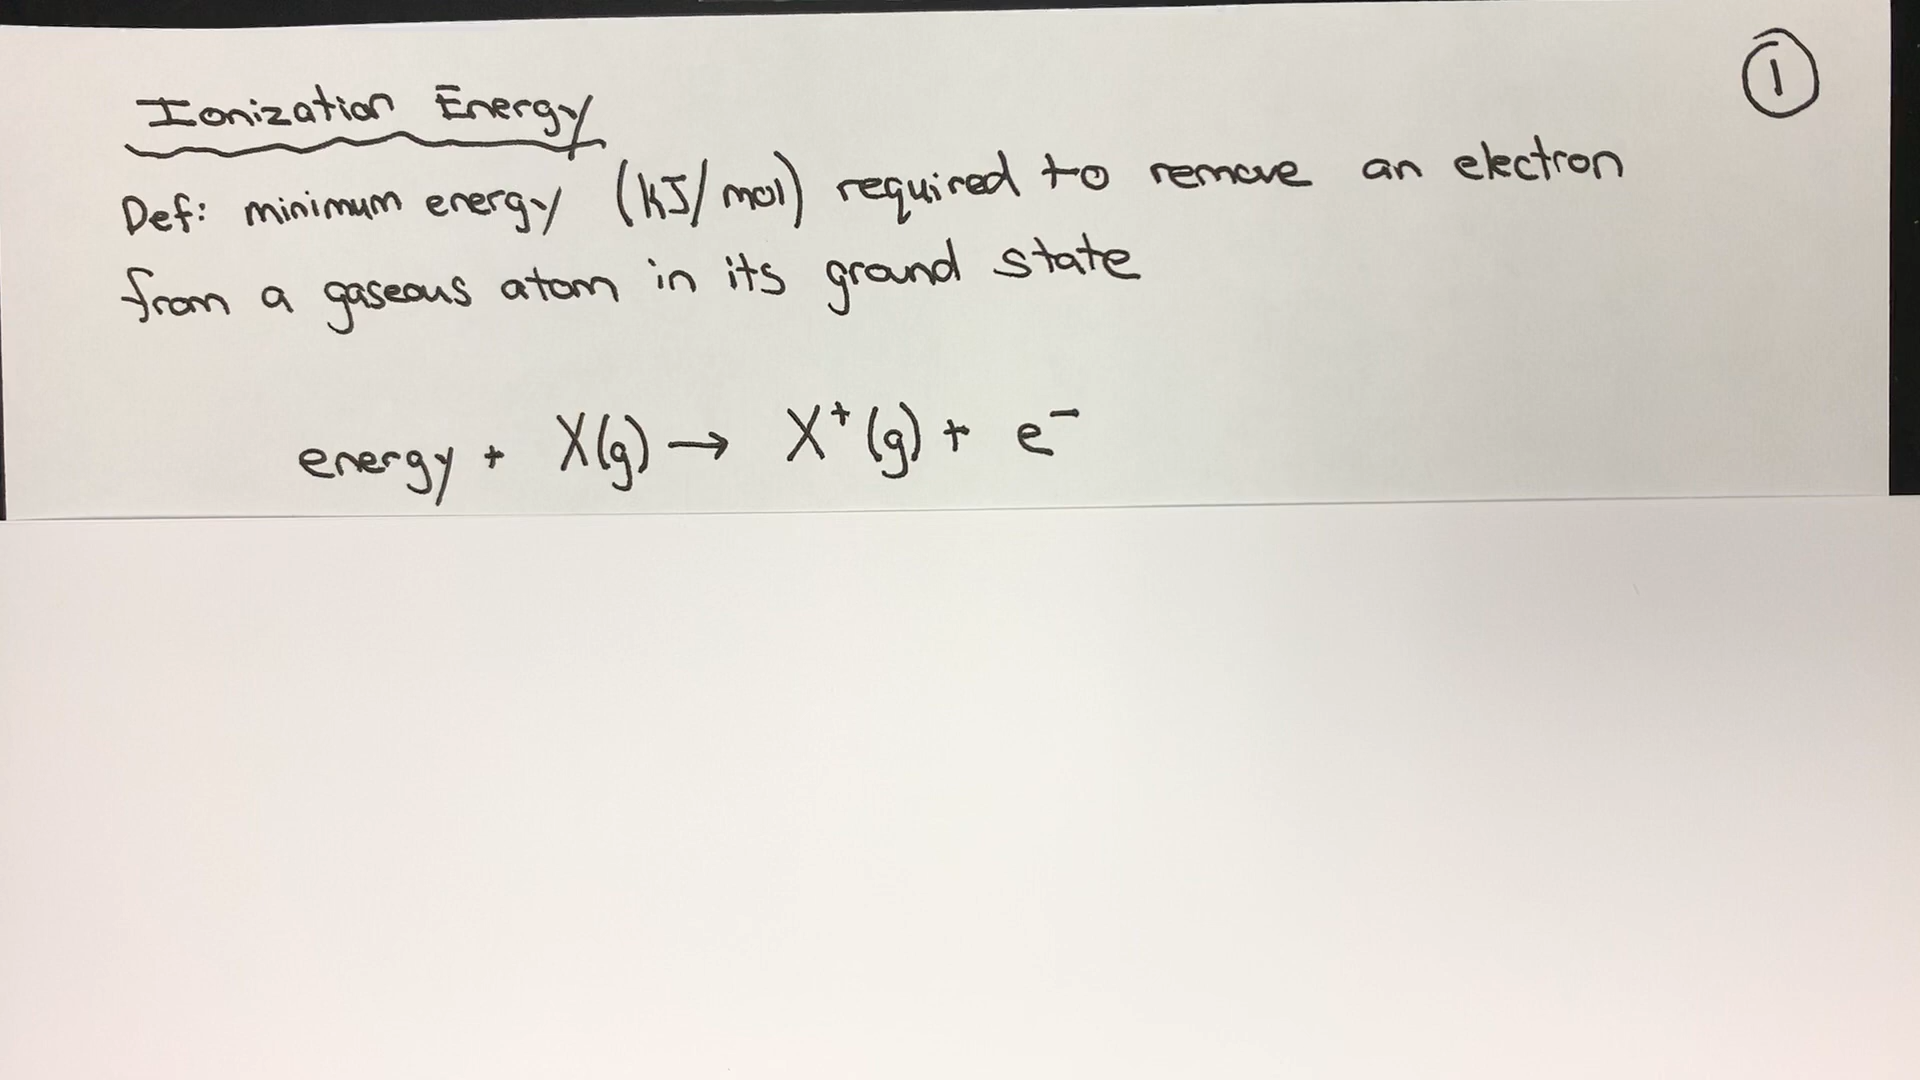 ①
Ionization Energy
Def: minimum energy (kJ/mol) required to remove an electron
from a gaseous atom in its ground state
energy + X(g) → X⁺(g) + e⁻